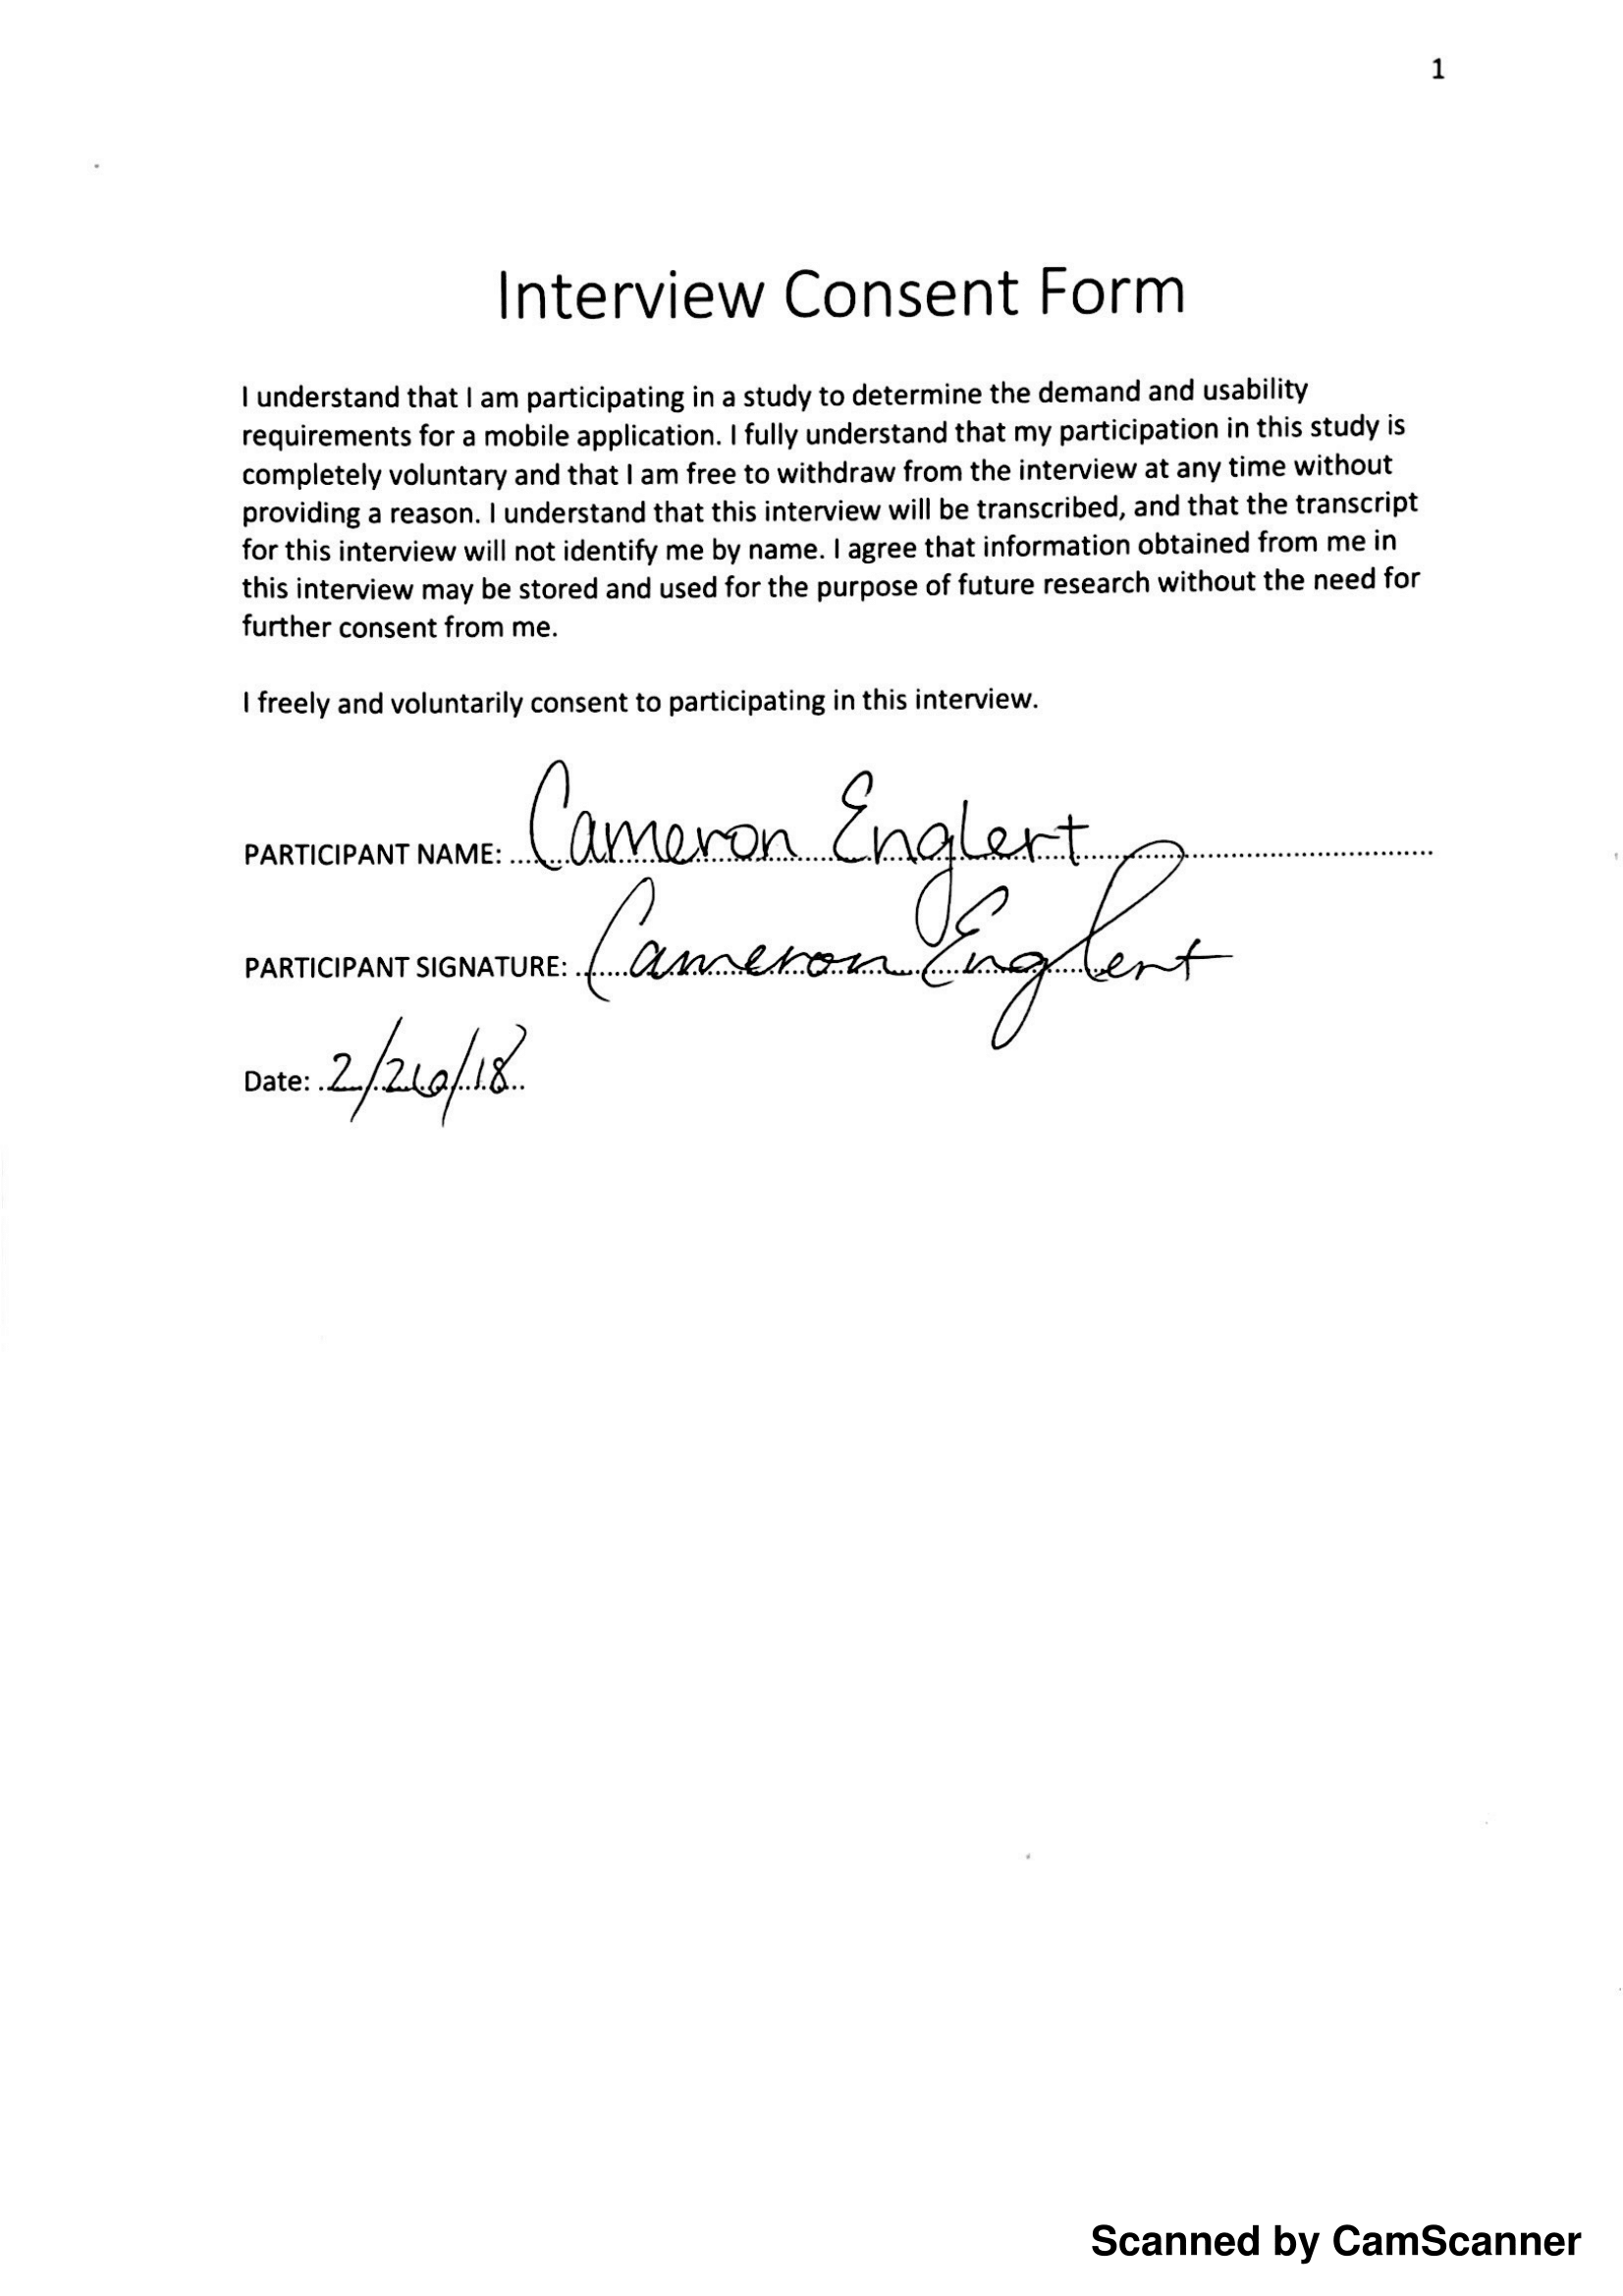 1
Interview Consent Form
I understand that I am participating in a study to determine the demand and usability
requirements for a mobile application. I fully understand that my participation in this study is
completely voluntary and that I am free to withdraw from the interview at any time without
providing a reason. I understand that this interview will be transcribed, and that the transcript
for this interview will not identify me by name. I agree that information obtained from me in
this interview may be stored and used for the purpose of future research without the need for
further consent from me.
I freely and voluntarily consent to participating in this interview.
PARTICIPANT NAME: Cameron Englert
PARTICIPANT SIGNATURE: Cameron Englert
Date: 2/26/18
Scanned by CamScanner